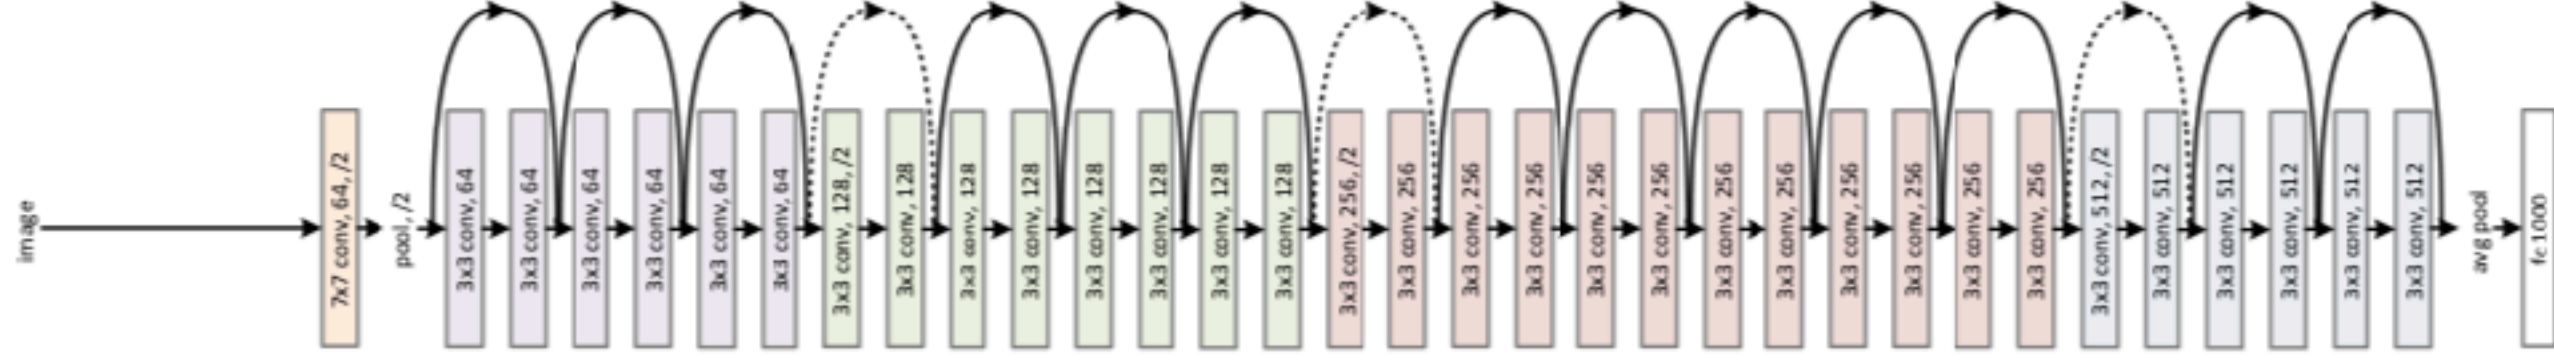 image
7x7 conv, 64, /2
pool, /2
3x3 conv, 64
3x3 conv, 64
3x3 conv, 64
3x3 conv, 64
3x3 conv, 64
3x3 conv, 64
3x3 conv, 128, /2
3x3 conv, 128
3x3 conv, 128
3x3 conv, 128
3x3 conv, 128
3x3 conv, 128
3x3 conv, 128
3x3 conv, 128
3x3 conv, 256, /2
3x3 conv, 256
3x3 conv, 256
3x3 conv, 256
3x3 conv, 256
3x3 conv, 256
3x3 conv, 256
3x3 conv, 256
3x3 conv, 256
3x3 conv, 256
3x3 conv, 256
3x3 conv, 256
3x3 conv, 512, /2
3x3 conv, 512
3x3 conv, 512
3x3 conv, 512
3x3 conv, 512
3x3 conv, 512
avg pool
fc 1000